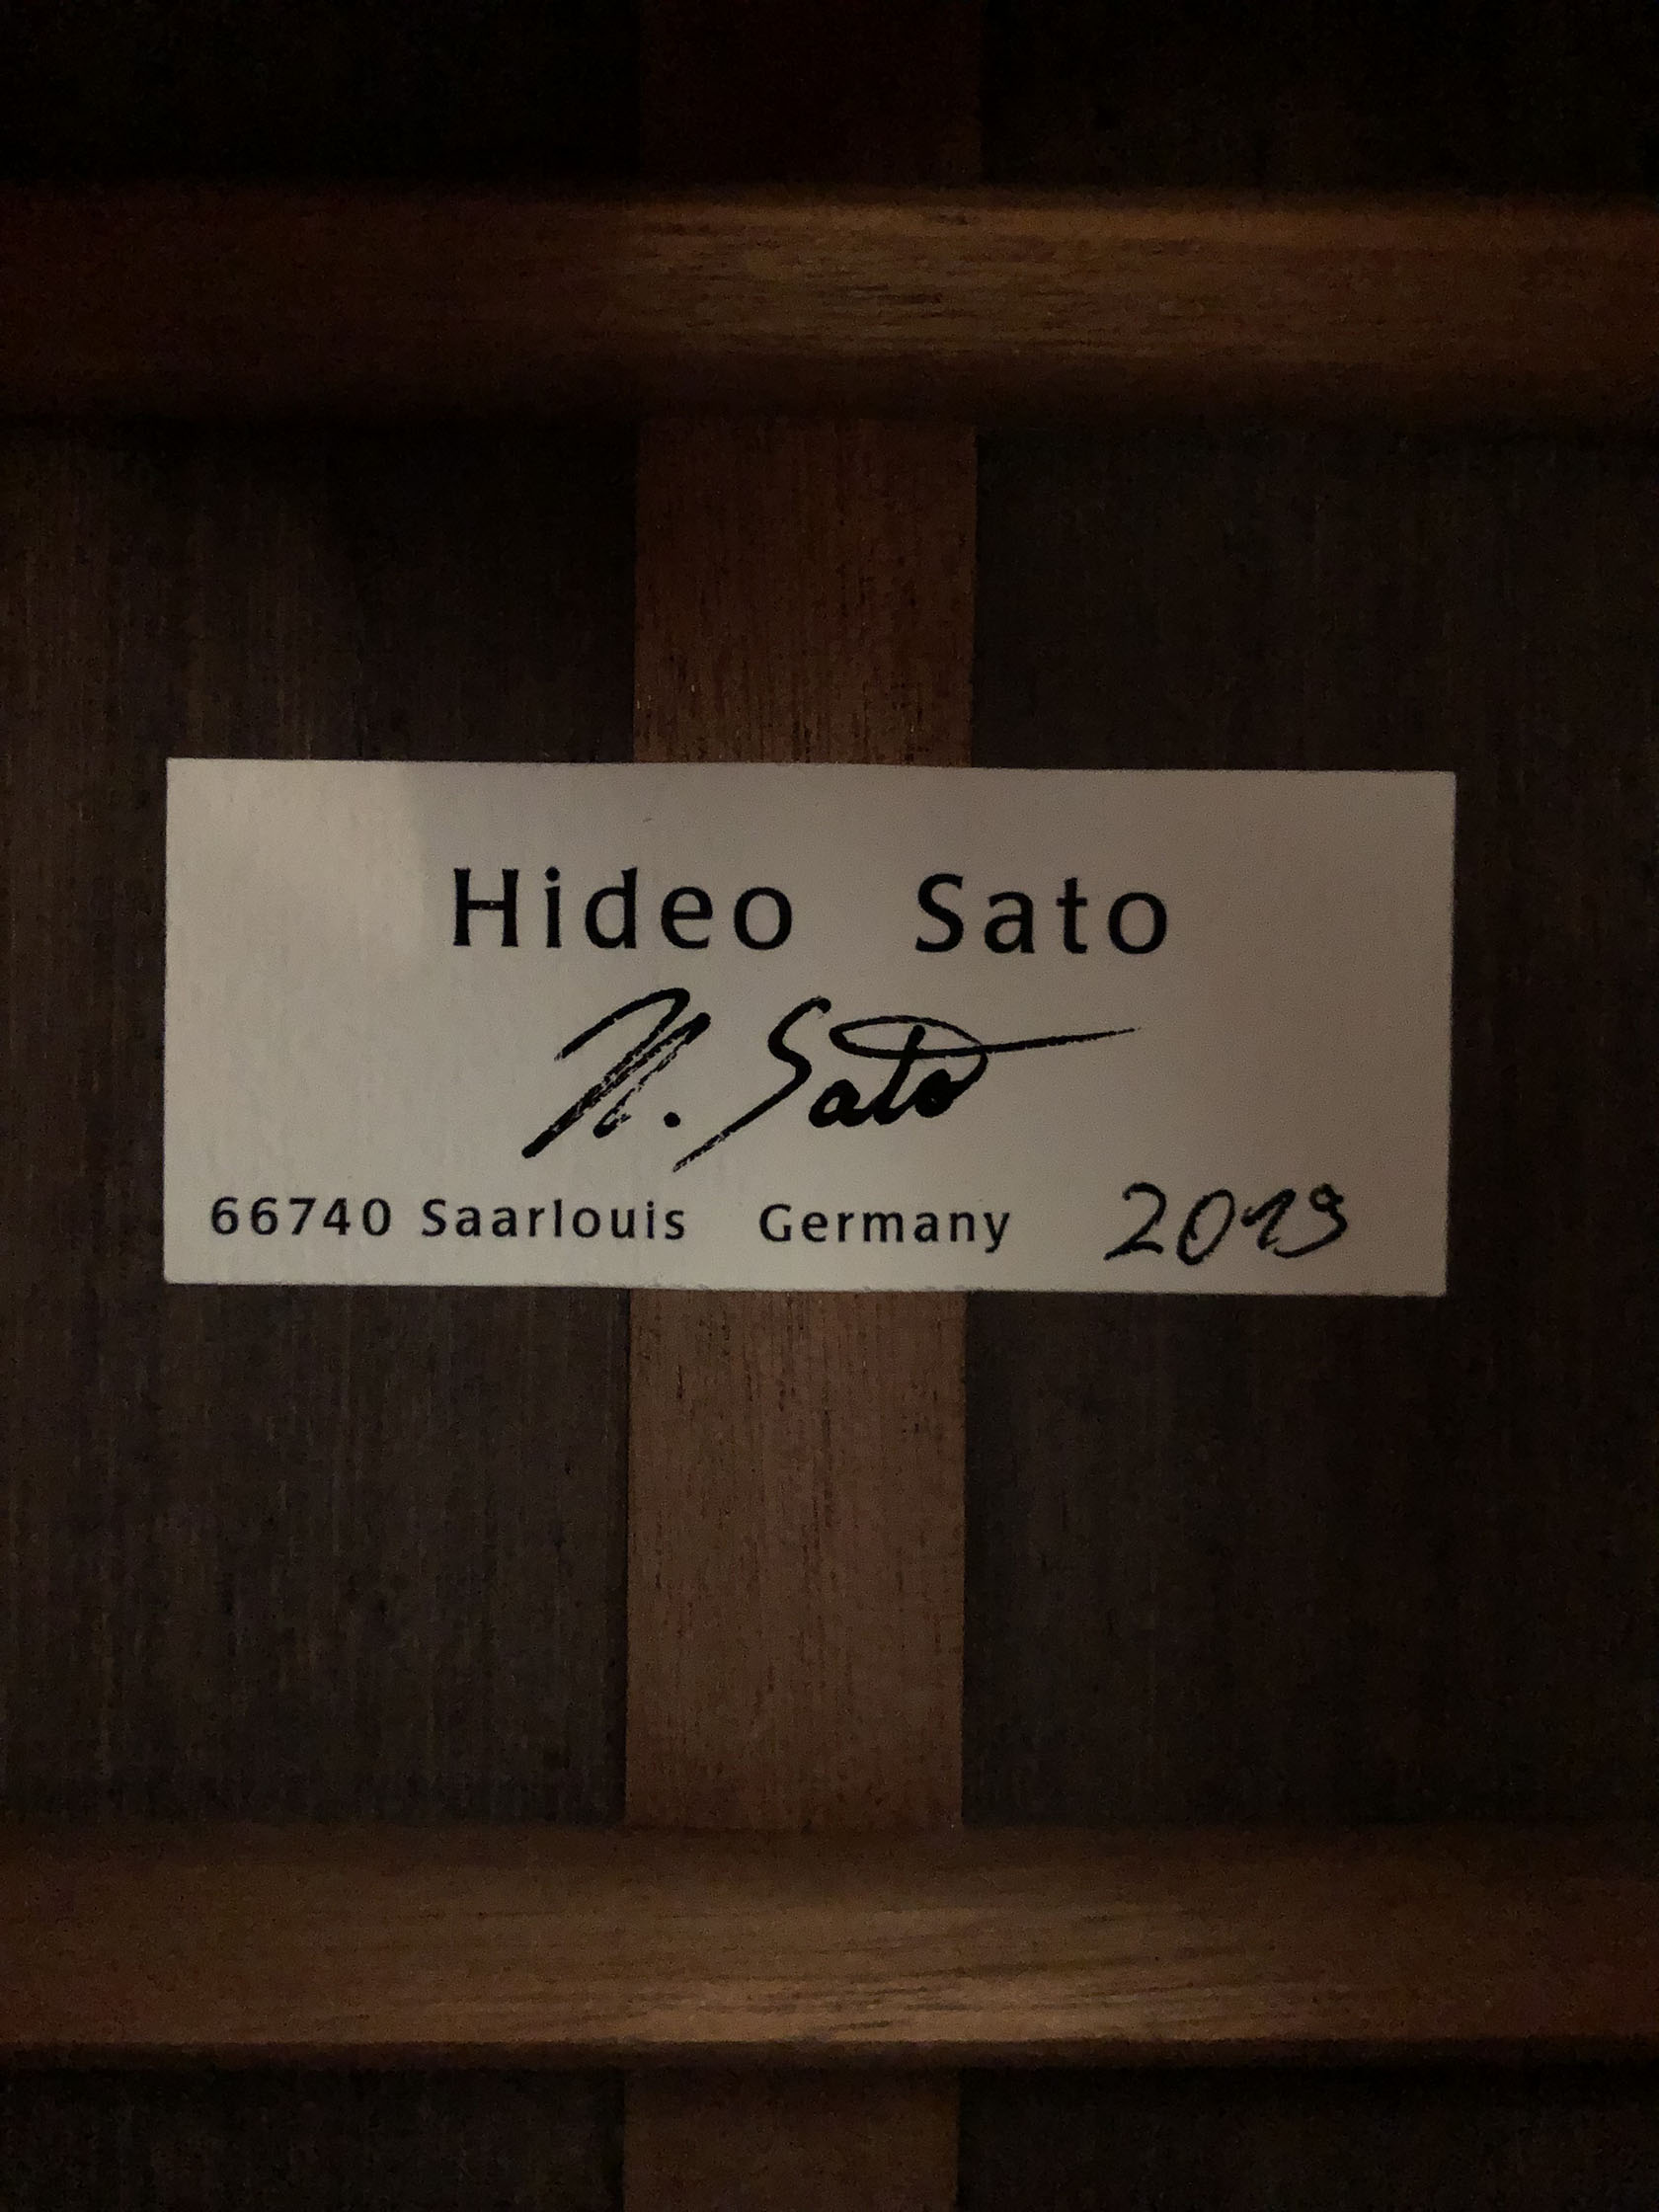 Hideo Sato
H. Sato
66740 Saarlouis Germany 2019